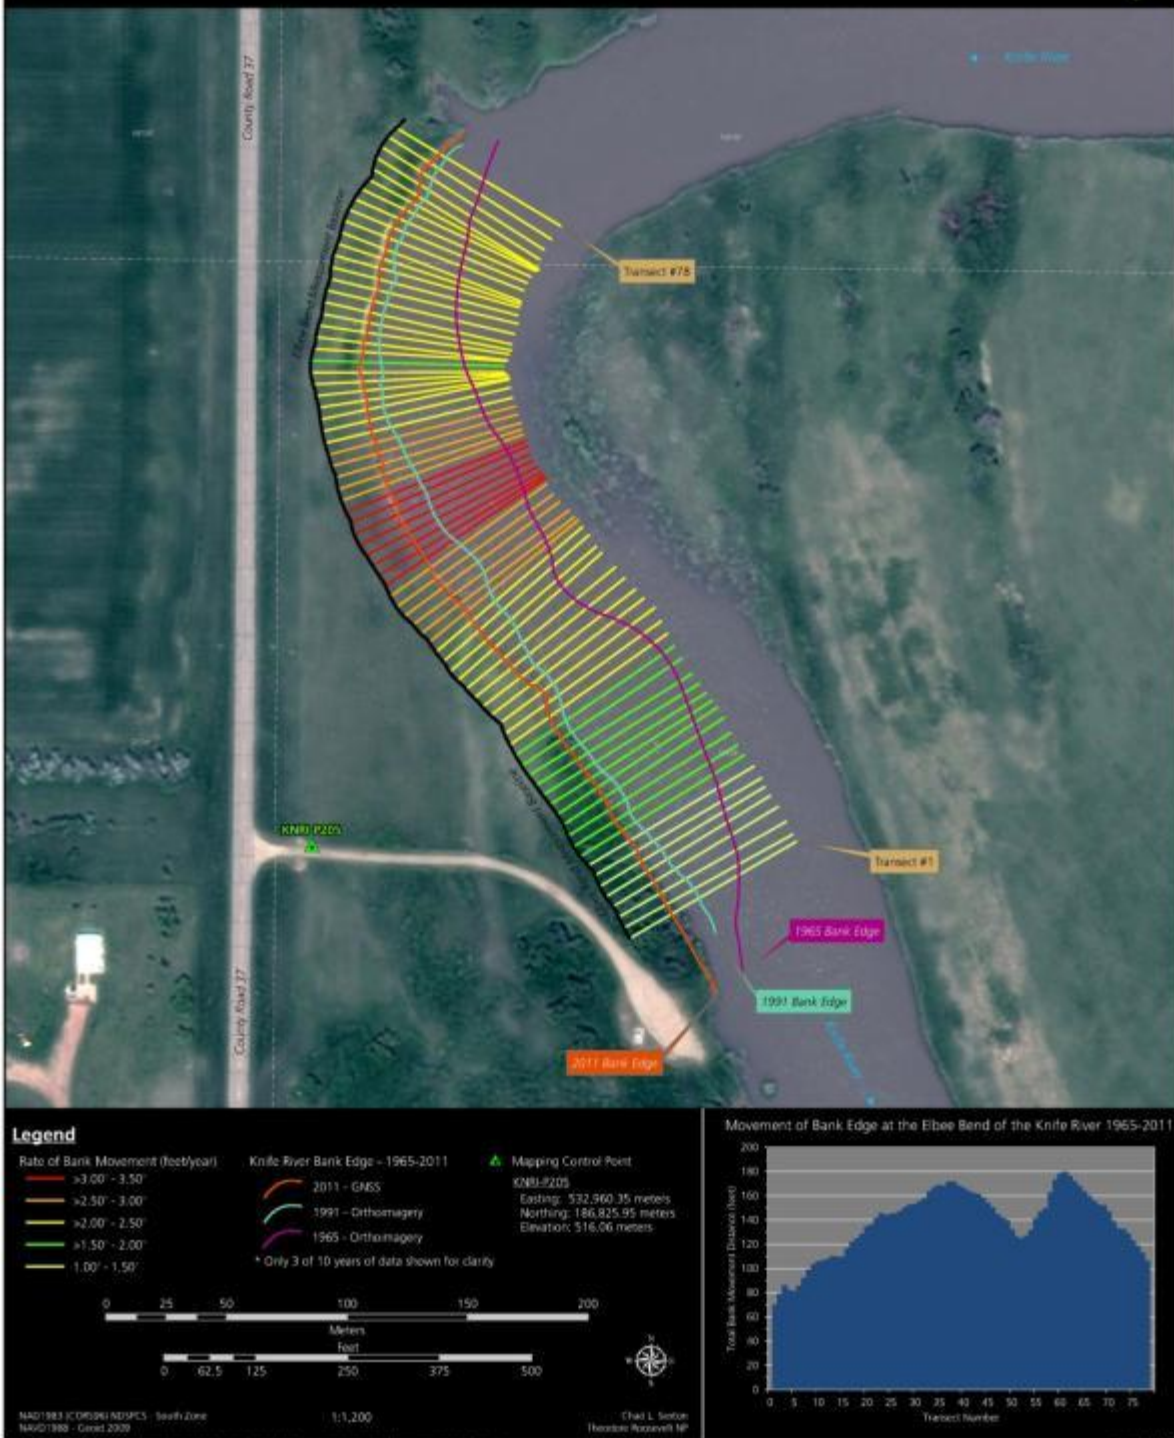 Knife River
County Road 37
Transect #78
KNRI-P205
Transect #1
1965 Bank Edge
1991 Bank Edge
2011 Bank Edge
County Road 37
Knife River
Legend
Rate of Bank Movement (feet/year)
>3.00' - 3.50'
>2.50' - 3.00'
>2.00' - 2.50'
>1.50' - 2.00'
1.00' - 1.50'
Knife River Bank Edge - 1965-2011
2011 - GNSS
1991 - Orthoimagery
1965 - Orthoimagery
* Only 3 of 10 years of data shown for clarity
Mapping Control Point
KNRI-P205
Easting: 532,960.35 meters
Northing: 186,825.95 meters
Elevation: 516.06 meters
0 25 50 100 150 200
Meters
Feet
0 62.5 125 250 375 500
N
NAD1983 (CORS96) NDSPCS - South Zone
NAVD1988 - Geoid 2009
1:1,200
Chad L. Sexton
Theodore Roosevelt NP
Movement of Bank Edge at the Elbee Bend of the Knife River 1965-2011
Total Bank Movement Distance (feet)
200
180
160
140
120
100
80
60
40
20
0
0 5 10 15 20 25 30 35 40 45 50 55 60 65 70 75
Transect Number